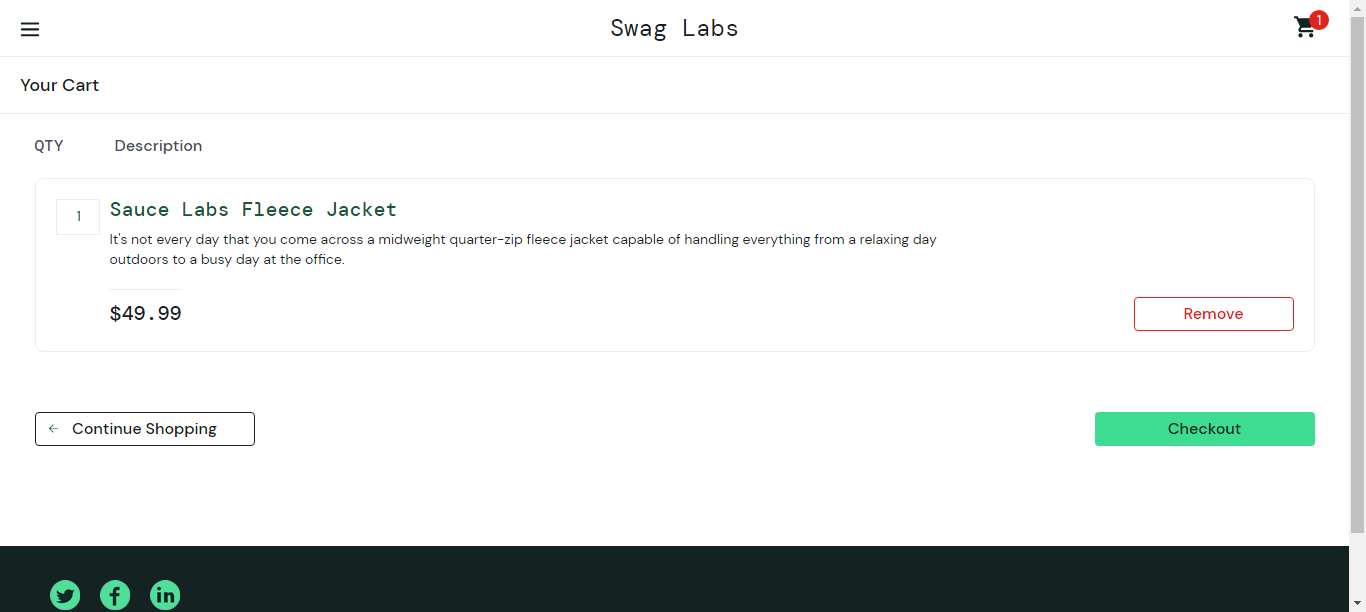 Swag Labs
1
Your Cart
QTY Description
1
Sauce Labs Fleece Jacket
It's not every day that you come across a midweight quarter-zip fleece jacket capable of handling everything from a relaxing day
outdoors to a busy day at the office.
$49.99
Remove
Continue Shopping
Checkout